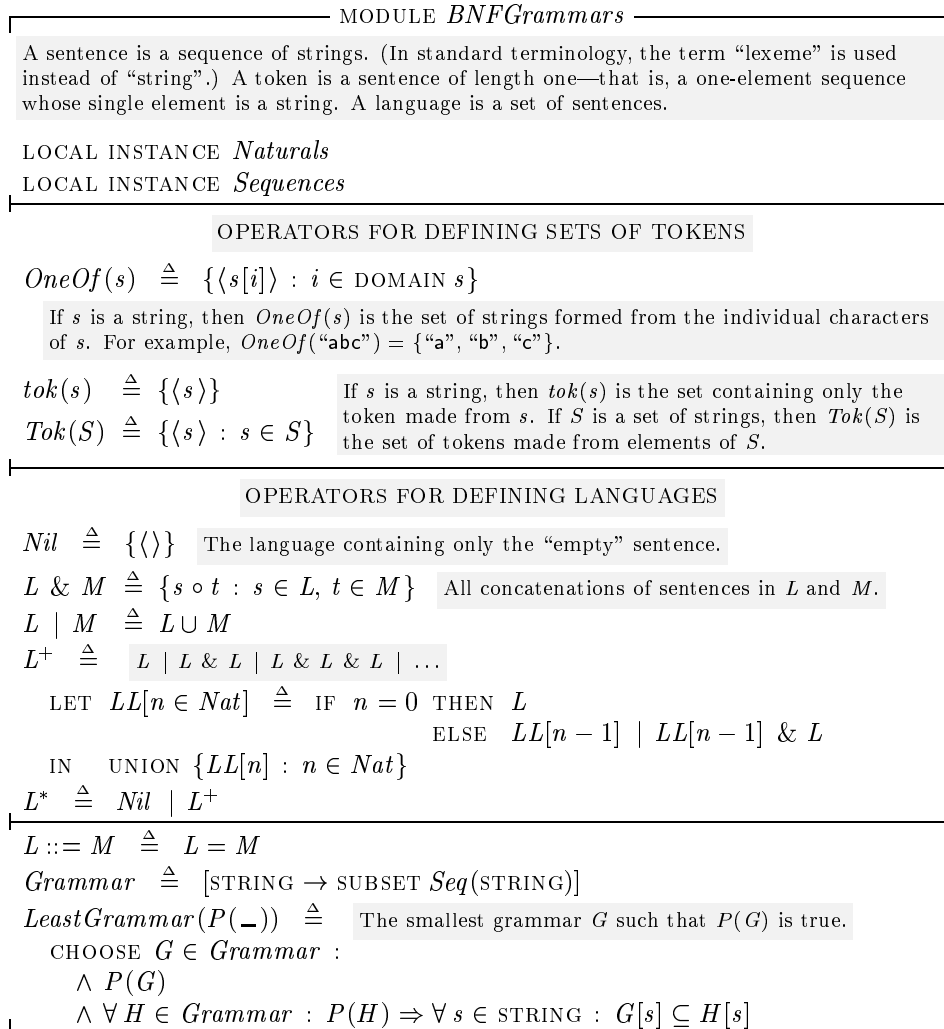 MODULE BNFGrammars
A sentence is a sequence of strings. (In standard terminology, the term “lexeme” is used
instead of “string”.) A token is a sentence of length one—that is, a one-element sequence
whose single element is a string. A language is a set of sentences.
LOCAL INSTANCE Naturals
LOCAL INSTANCE Sequences
OPERATORS FOR DEFINING SETS OF TOKENS
OneOf(s) ≜ {⟨s[i]⟩ : i ∈ DOMAIN s}
If s is a string, then OneOf(s) is the set of strings formed from the individual characters
of s. For example, OneOf(“abc”) = {“a”, “b”, “c”}.
tok(s) ≜ {⟨s⟩}
Tok(S) ≜ {⟨s⟩ : s ∈ S}
If s is a string, then tok(s) is the set containing only the
token made from s. If S is a set of strings, then Tok(S) is
the set of tokens made from elements of S.
OPERATORS FOR DEFINING LANGUAGES
Nil ≜ {⟨⟩} The language containing only the “empty” sentence.
L & M ≜ {s ∘ t : s ∈ L, t ∈ M} All concatenations of sentences in L and M.
L | M ≜ L ∪ M
L⁺ ≜ L | L & L | L & L & L | ...
LET LL[n ∈ Nat] ≜ IF n = 0 THEN L
ELSE LL[n − 1] | LL[n − 1] & L
IN UNION {LL[n] : n ∈ Nat}
L* ≜ Nil | L⁺
L ::= M ≜ L = M
Grammar ≜ [STRING → SUBSET Seq(STRING)]
LeastGrammar(P(_)) ≜ The smallest grammar G such that P(G) is true.
CHOOSE G ∈ Grammar :
∧ P(G)
∧ ∀ H ∈ Grammar : P(H) ⇒ ∀ s ∈ STRING : G[s] ⊆ H[s]